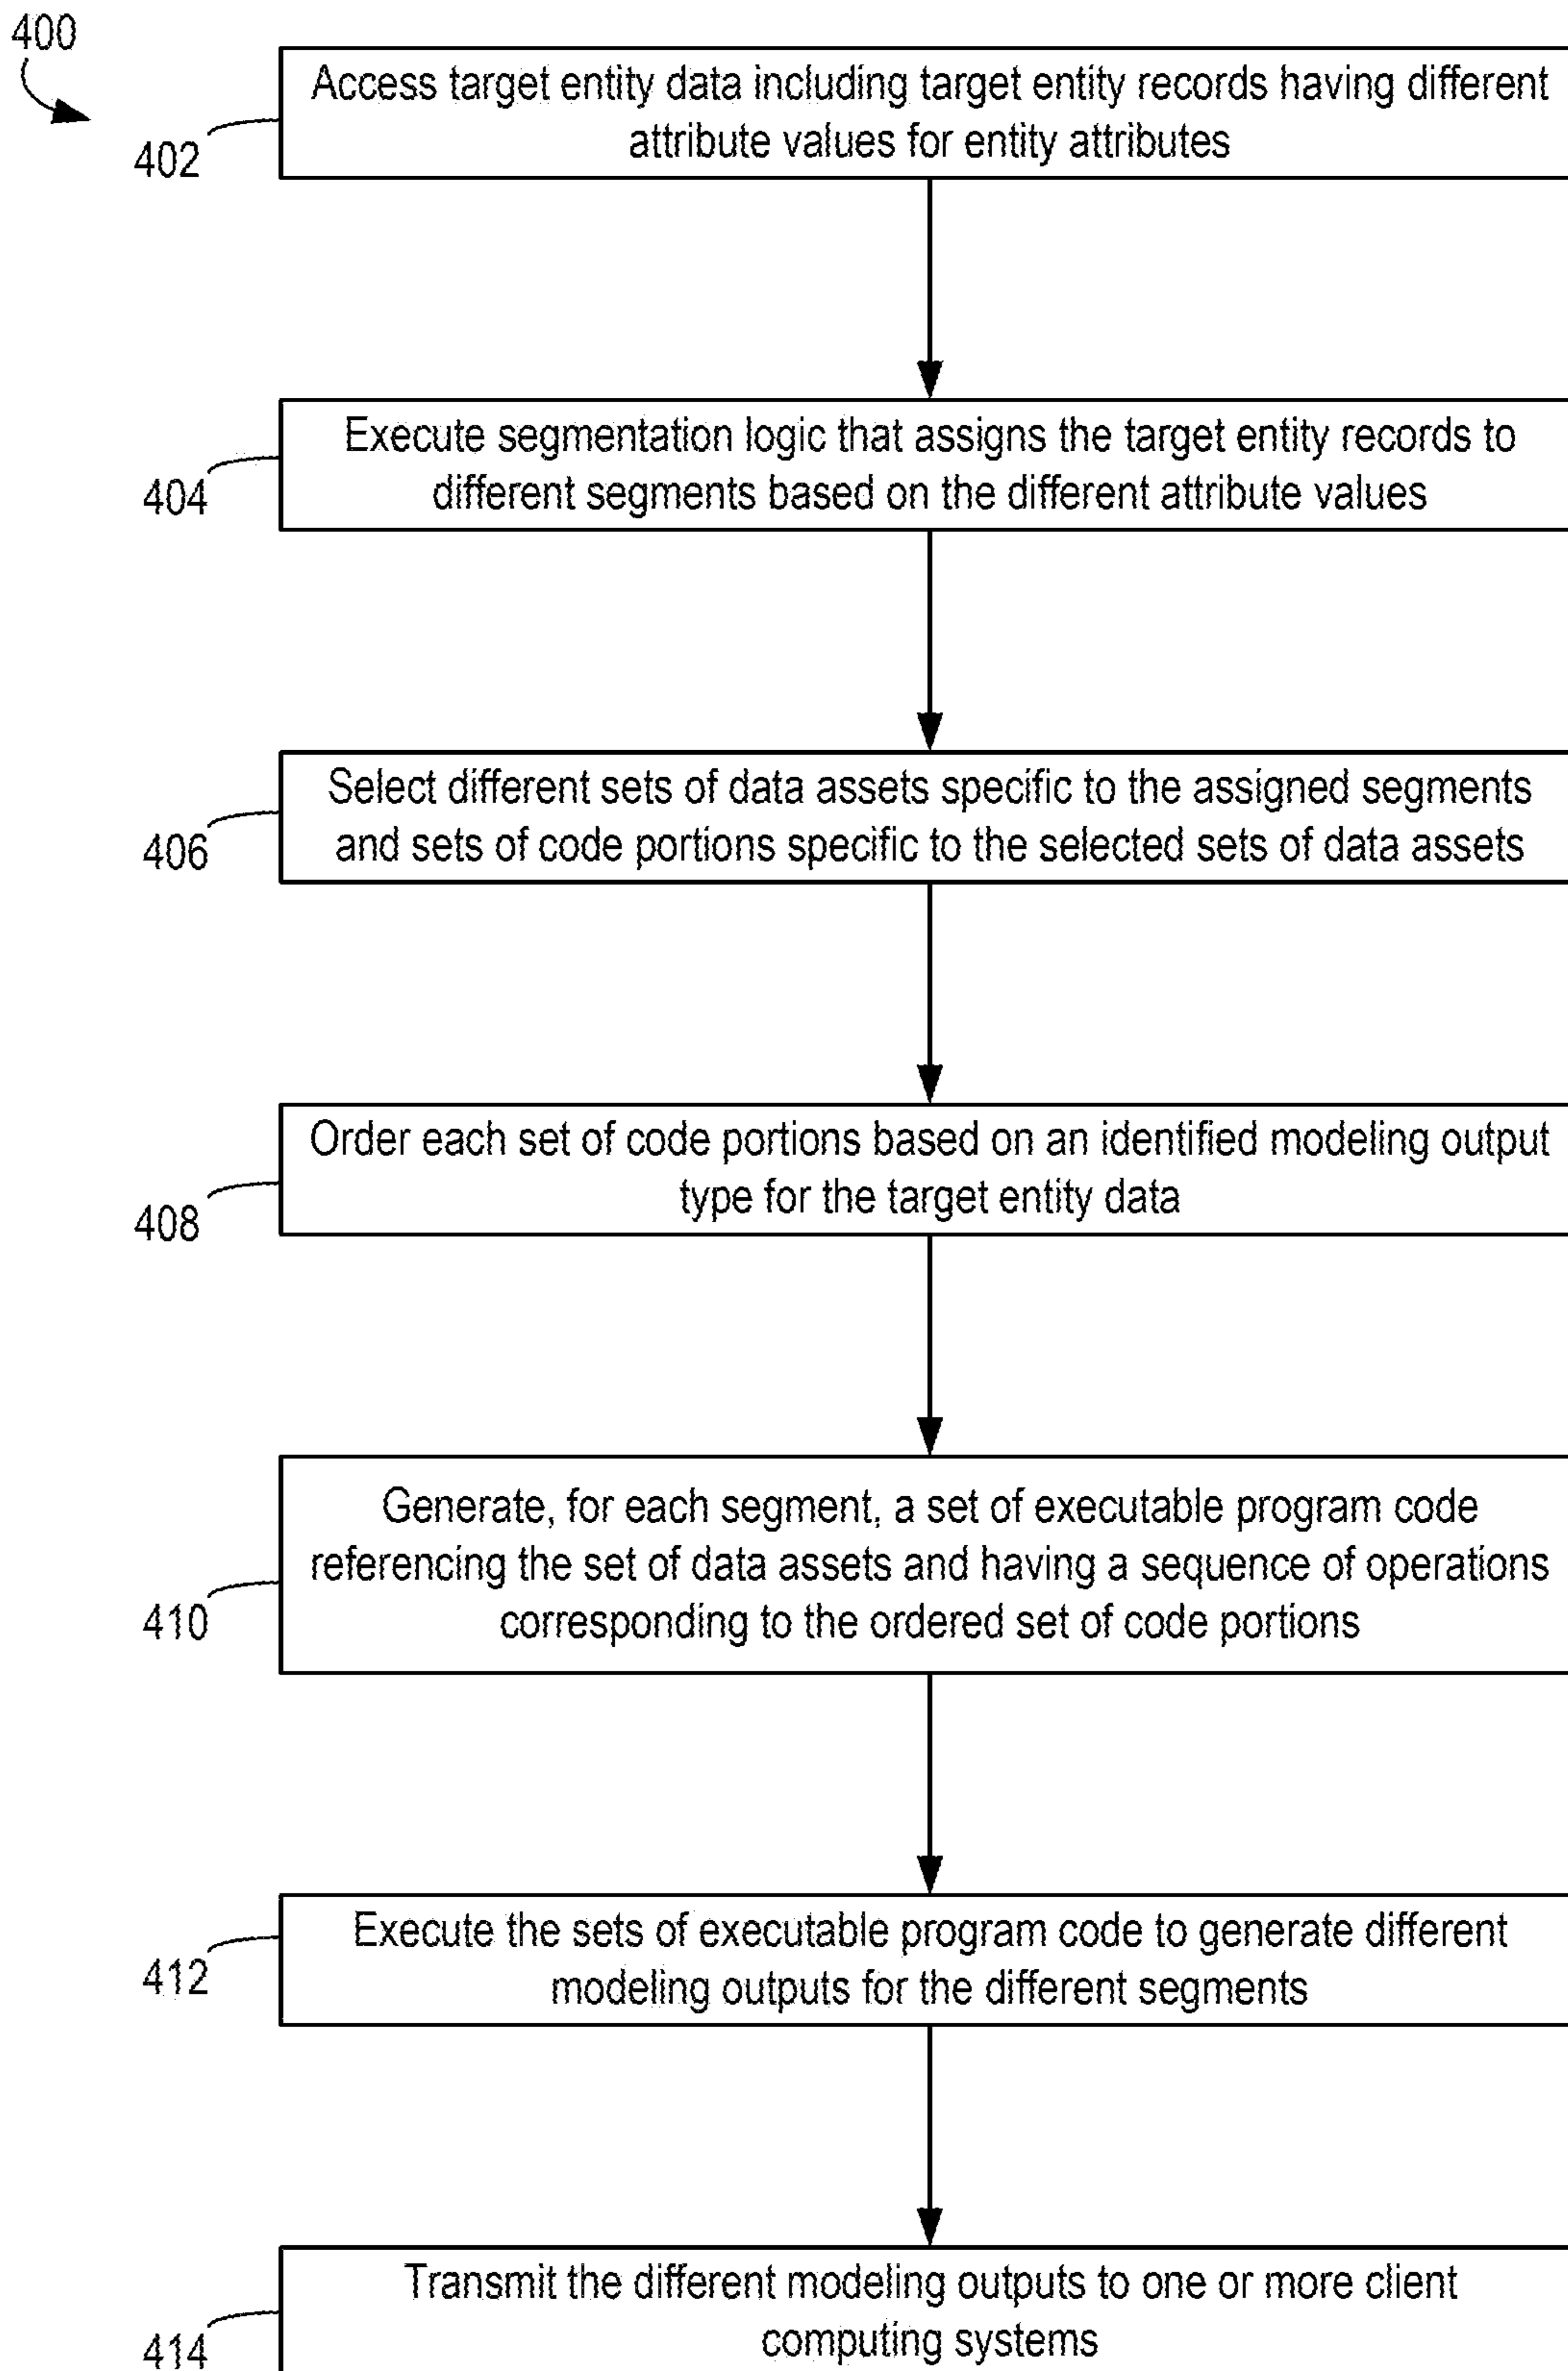 400
Access target entity data including target entity records having different
attribute values for entity attributes
402
Execute segmentation logic that assigns the target entity records to
different segments based on the different attribute values
404
Select different sets of data assets specific to the assigned segments
and sets of code portions specific to the selected sets of data assets
406
Order each set of code portions based on an identified modeling output
type for the target entity data
408
Generate, for each segment, a set of executable program code
referencing the set of data assets and having a sequence of operations
corresponding to the ordered set of code portions
410
Execute the sets of executable program code to generate different
modeling outputs for the different segments
412
Transmit the different modeling outputs to one or more client
computing systems
414